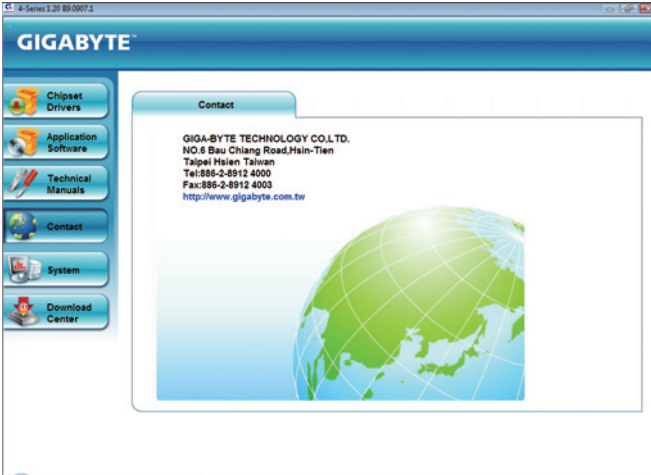 4-Series 1.20 B9.0907.1
GIGABYTE™
Chipset
Drivers
Application
Software
Technical
Manuals
Contact
System
Download
Center
Contact
GIGA-BYTE TECHNOLOGY CO,LTD.
NO.6 Bau Chiang Road,Hsin-Tien
Taipei Hsien Taiwan
Tel:886-2-8912 4000
Fax:886-2-8912 4003
http://www.gigabyte.com.tw